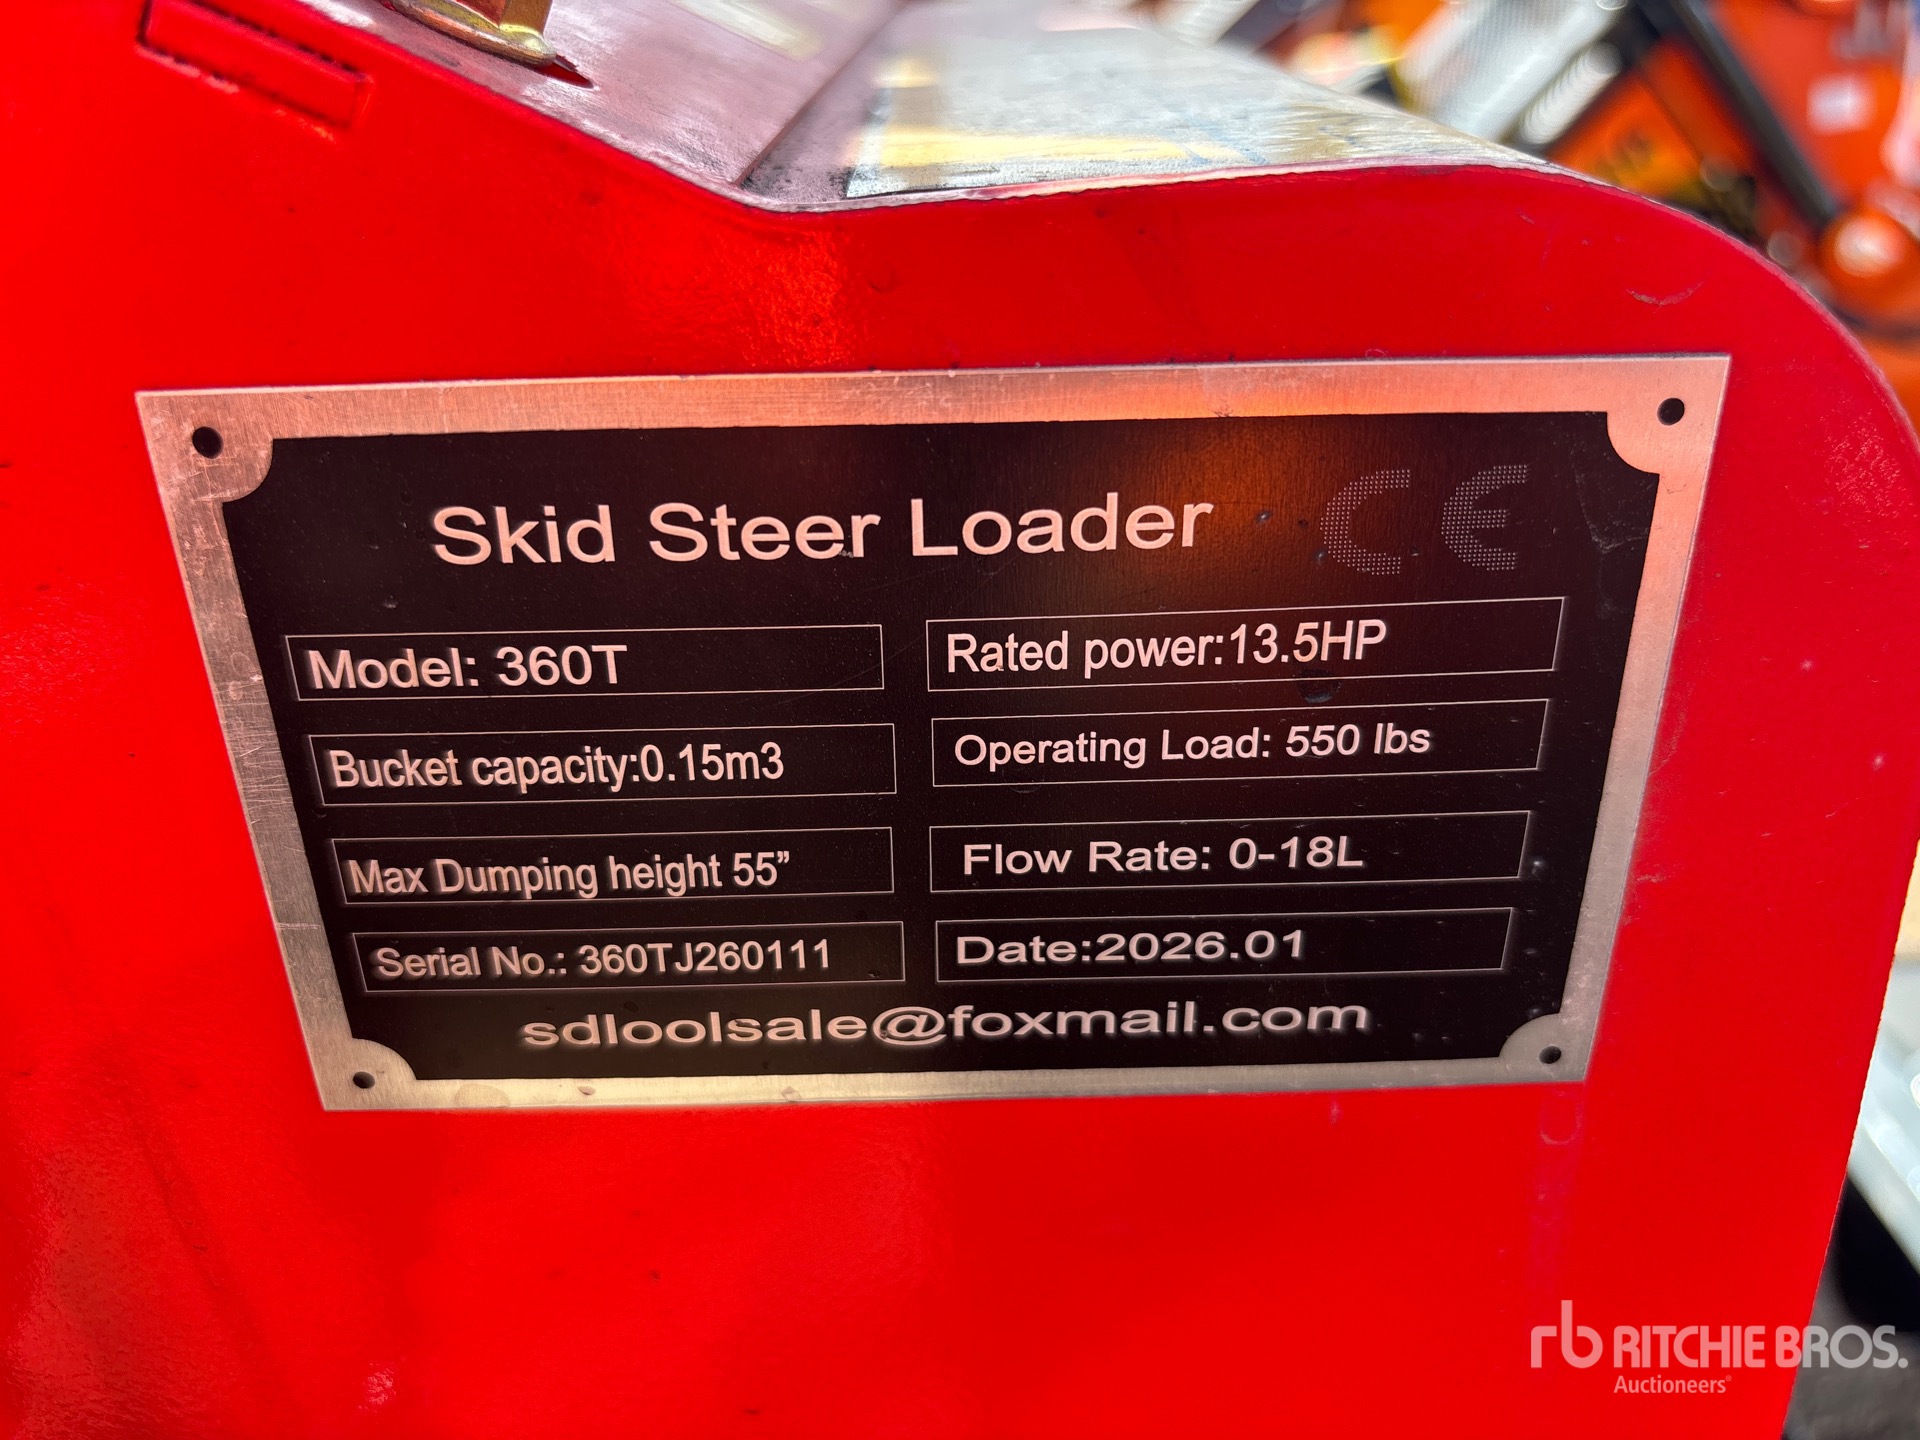 Skid Steer Loader CE
Model: 360T
Rated power:13.5HP
Bucket capacity:0.15m3
Operating Load: 550 lbs
Max Dumping height 55”
Flow Rate: 0-18L
Serial No.: 360TJ260111
Date:2026.01
sdloolsale@foxmail.com
rb RITCHIE BROS.
Auctioneers®